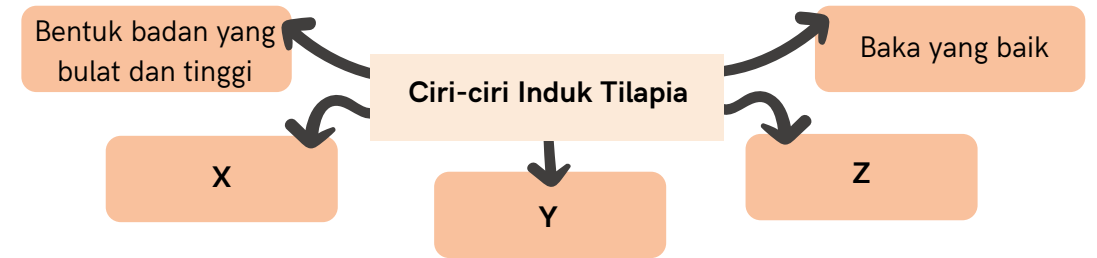 Bentuk badan yang
bulat dan tinggi
Baka yang baik
Ciri-ciri Induk Tilapia
X
Y
Z